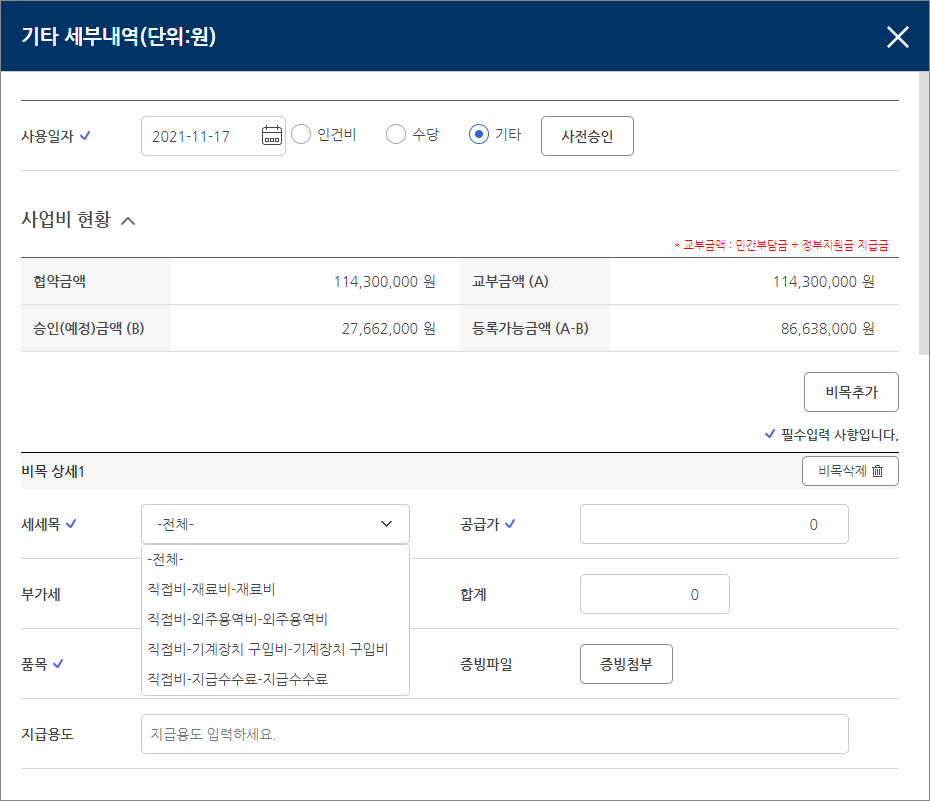 기타 세부내역(단위:원)
사용일자 2021-11-17 인건비 수당 기타 사전승인
사업비 현황
* 교부금액 : 민간부담금 + 정부지원금 지급금
협약금액 114,300,000 원 교부금액 (A) 114,300,000 원
승인(예정)금액 (B) 27,662,000 원 등록가능금액 (A-B) 86,638,000 원
비목추가
필수입력 사항입니다.
비목 상세1 비목삭제
세세목 -전체- 공급가 0
-전체-
직접비-재료비-재료비
부가세 합계 0
직접비-외주용역비-외주용역비
직접비-기계장치 구입비-기계장치 구입비
품목 증빙파일 증빙첨부
직접비-지급수수료-지급수수료
지급용도 지급용도 입력하세요.